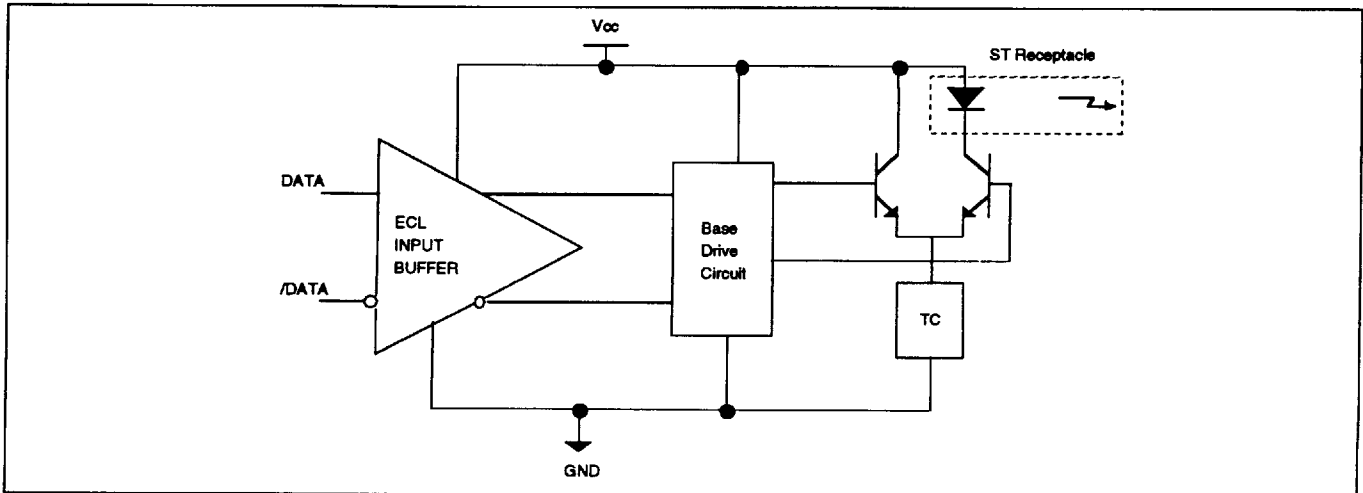 Vcc
ST Receptacle
DATA
ECL
INPUT
BUFFER
/DATA
Base
Drive
Circuit
TC
GND